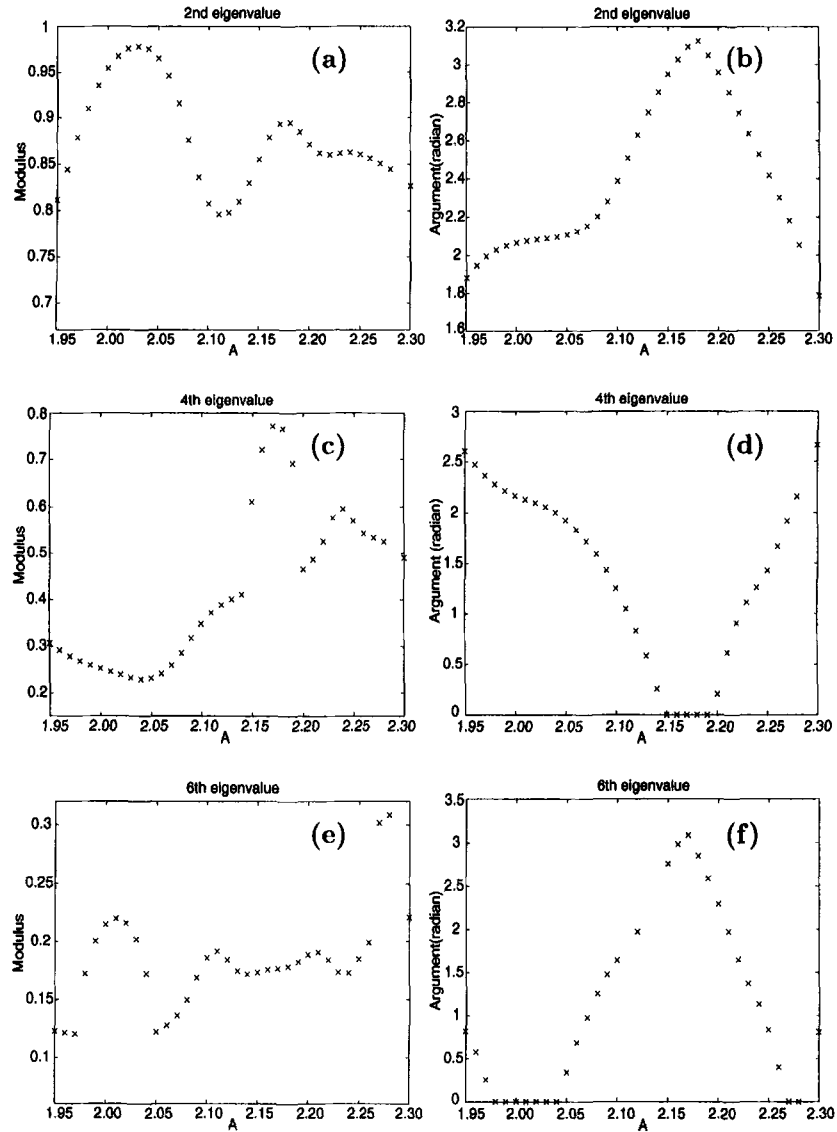 2nd eigenvalue
(a)
Modulus
1
0.95
0.9
0.85
0.8
0.75
0.7
1.95 2.00 2.05 2.10 2.15 2.20 2.25 2.30
A
2nd eigenvalue
(b)
Argument(radian)
3.2
3
2.8
2.6
2.4
2.2
2
1.8
1.6
1.95 2.00 2.05 2.10 2.15 2.20 2.25 2.30
A
4th eigenvalue
(c)
Modulus
0.8
0.7
0.6
0.5
0.4
0.3
0.2
1.95 2.00 2.05 2.10 2.15 2.20 2.25 2.30
A
4th eigenvalue
(d)
Argument (radian)
3
2.5
2
1.5
1
0.5
0
1.95 2.00 2.05 2.10 2.15 2.20 2.25 2.30
A
6th eigenvalue
(e)
Modulus
0.3
0.25
0.2
0.15
0.1
1.95 2.00 2.05 2.10 2.15 2.20 2.25 2.30
A
6th eigenvalue
(f)
Argument(radian)
3.5
3
2.5
2
1.5
1
0.5
0
1.95 2.00 2.05 2.10 2.15 2.20 2.25 2.30
A